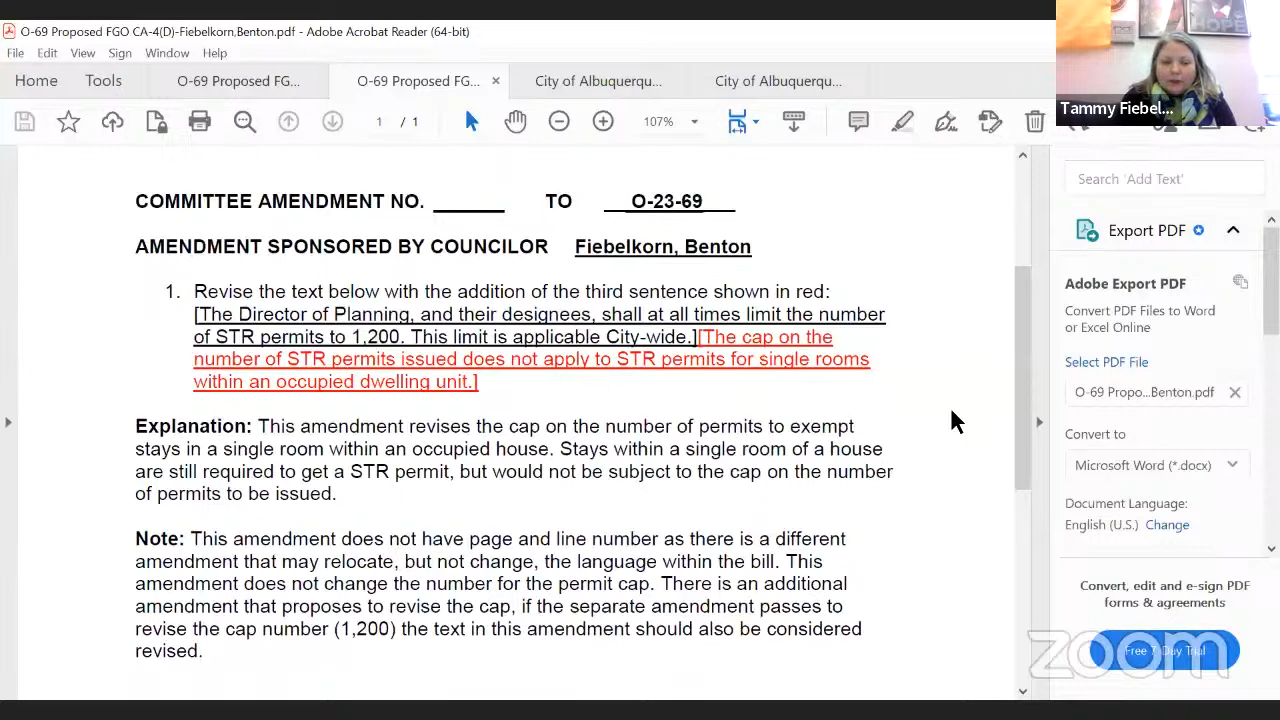 O-69 Proposed FGO CA-4(D)-Fiebelkorn,Benton.pdf - Adobe Acrobat Reader (64-bit)
File Edit View Sign Window Help
Home Tools O-69 Proposed FG... O-69 Proposed FG... × City of Albuquerqu... City of Albuquerqu...
HOPE
Tammy Fiebel...
1 / 1 107%
COMMITTEE AMENDMENT NO. ______ TO O-23-69
AMENDMENT SPONSORED BY COUNCILOR Fiebelkorn, Benton
1. Revise the text below with the addition of the third sentence shown in red:
[The Director of Planning, and their designees, shall at all times limit the number
of STR permits to 1,200. This limit is applicable City-wide.][The cap on the
number of STR permits issued does not apply to STR permits for single rooms
within an occupied dwelling unit.]
Explanation: This amendment revises the cap on the number of permits to exempt
stays in a single room within an occupied house. Stays within a single room of a house
are still required to get a STR permit, but would not be subject to the cap on the number
of permits to be issued.
Note: This amendment does not have page and line number as there is a different
amendment that may relocate, but not change, the language within the bill. This
amendment does not change the number for the permit cap. There is an additional
amendment that proposes to revise the cap, if the separate amendment passes to
revise the cap number (1,200) the text in this amendment should also be considered
revised.
Search 'Add Text'
Export PDF
Adobe Export PDF
Convert PDF Files to Word
or Excel Online
Select PDF File
O-69 Propo...Benton.pdf
Convert to
Microsoft Word (*.docx)
Document Language:
English (U.S.) Change
Convert, edit and e-sign PDF
forms & agreements
Free 7-Day Trial
zoom